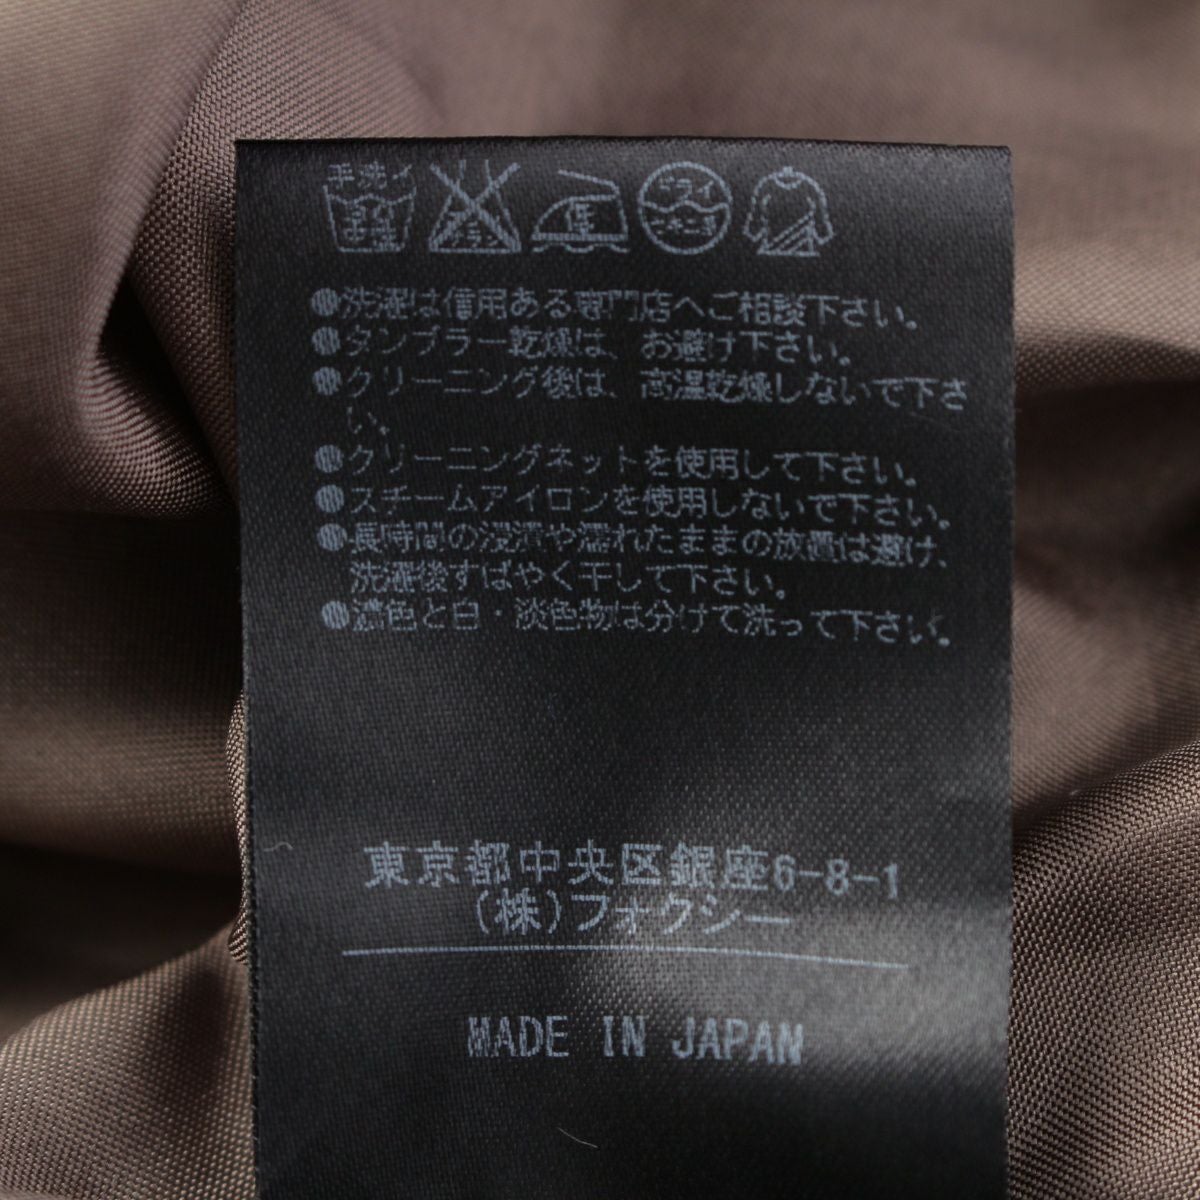 手洗イ
ドライ
低
●洗濯は信用ある専門店へご相談下さい。
●タンブラー乾燥は、お避け下さい。
●クリーニング後は、高温乾燥しないで下さ
い。
●クリーニングネットを使用して下さい。
●スチームアイロンを使用しないで下さい。
●長時間の浸漬や濡れたままの放置は避け、
洗濯後すばやく干して下さい。
●濃色と白・淡色物は分けて洗って下さい。
東京都中央区銀座6-8-1
(株)フォクシー
MADE IN JAPAN